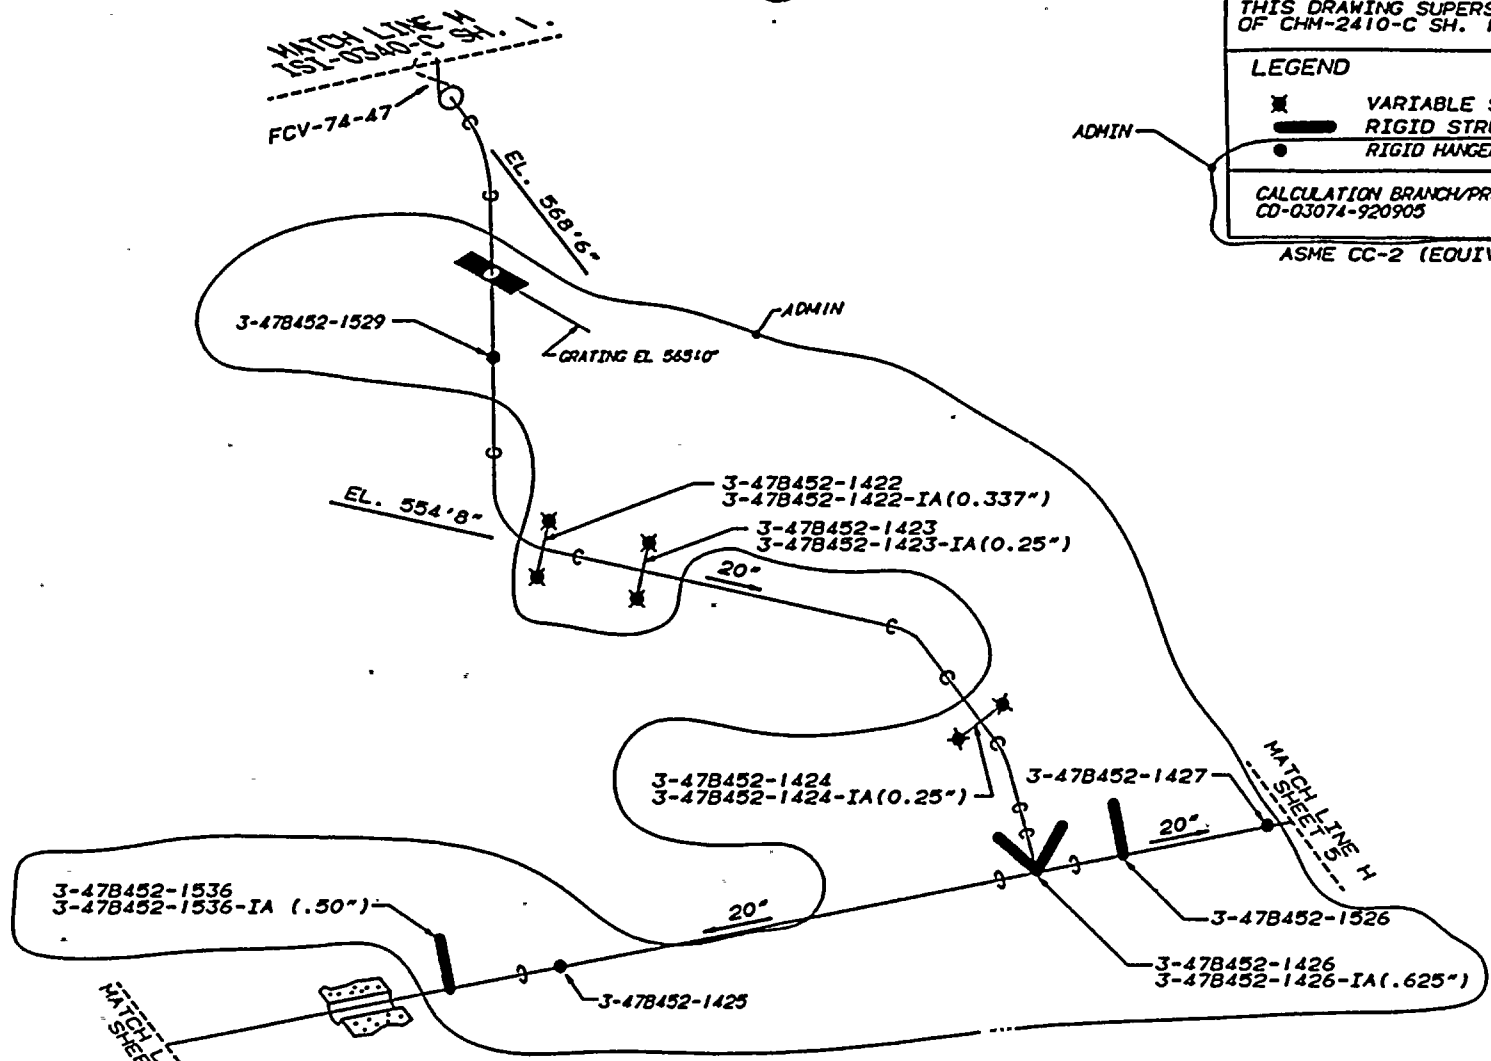 MATCH LINE M
ISI-0340-C SH. 1.
FCV-74-47
EL. 568'6"
THIS DRAWING SUPERS
OF CHM-2410-C SH.
LEGEND
VARIABLE
RIGID STRU
RIGID HANGE
ADMIN
CALCULATION BRANCH/PR
CD-03074-920905
ASME CC-2 (EQUIV
3-47B452-1529
ADMIN
GRATING EL 565'0"
EL. 554'8"
3-47B452-1422
3-47B452-1422-IA(0.337")
3-47B452-1423
3-47B452-1423-IA(0.25")
20"
3-47B452-1424
3-47B452-1424-IA(0.25")
3-47B452-1427
MATCH LINE H
SHEET 5
20"
3-47B452-1536
3-47B452-1536-IA (.50")
20"
3-47B452-1526
3-47B452-1426
3-47B452-1426-IA(.625")
3-47B452-1425
MATCH L
SHEE